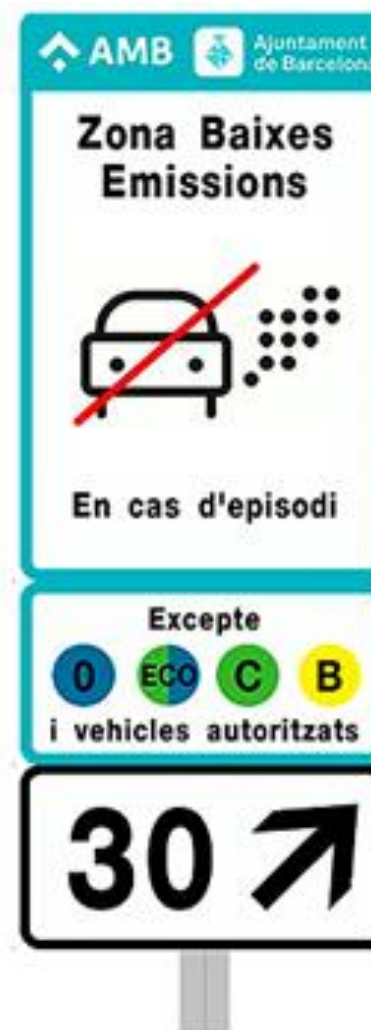 AMB
Ajuntament
de Barcelona
Zona Baixes
Emissions
En cas d'episodi
Excepte
0 ECO C B
i vehicles autoritzats
30